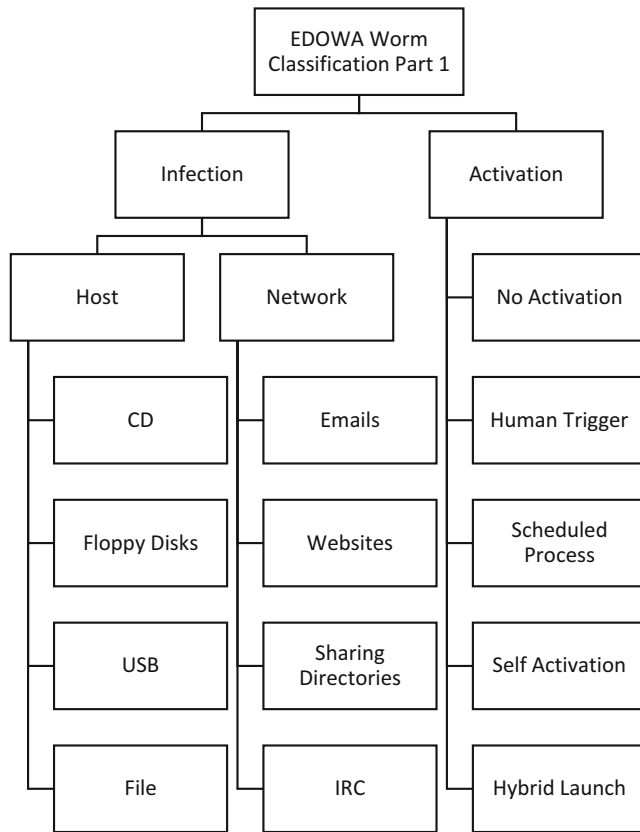 EDOWA Worm
Classification Part 1
Infection
Activation
Host
Network
No Activation
CD
Emails
Human Trigger
Floppy Disks
Websites
Scheduled
Process
USB
Sharing
Directories
Self Activation
File
IRC
Hybrid Launch